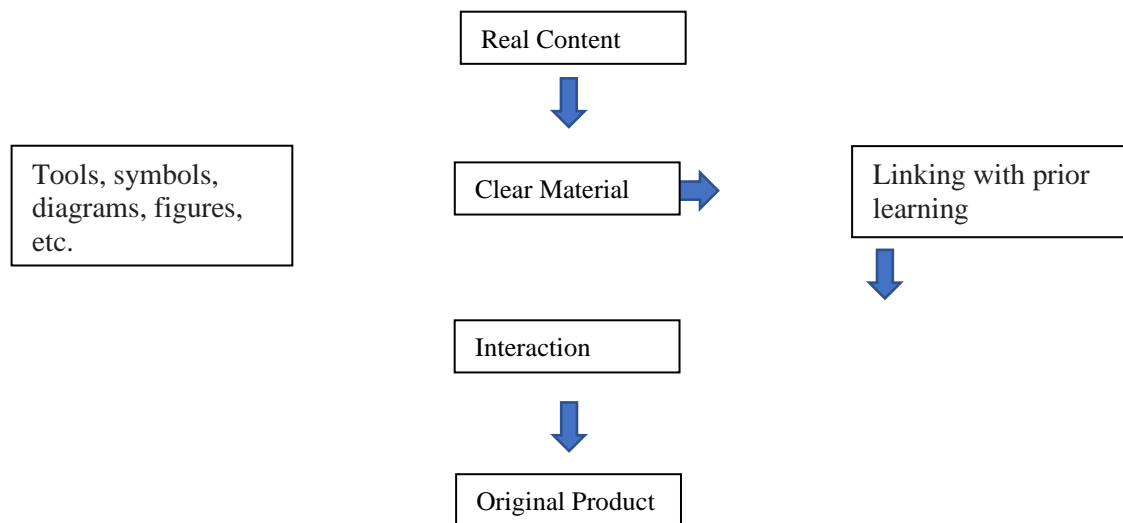 Real Content
Tools, symbols,
diagrams, figures,
etc.
Clear Material
Linking with prior
learning
Interaction
Original Product